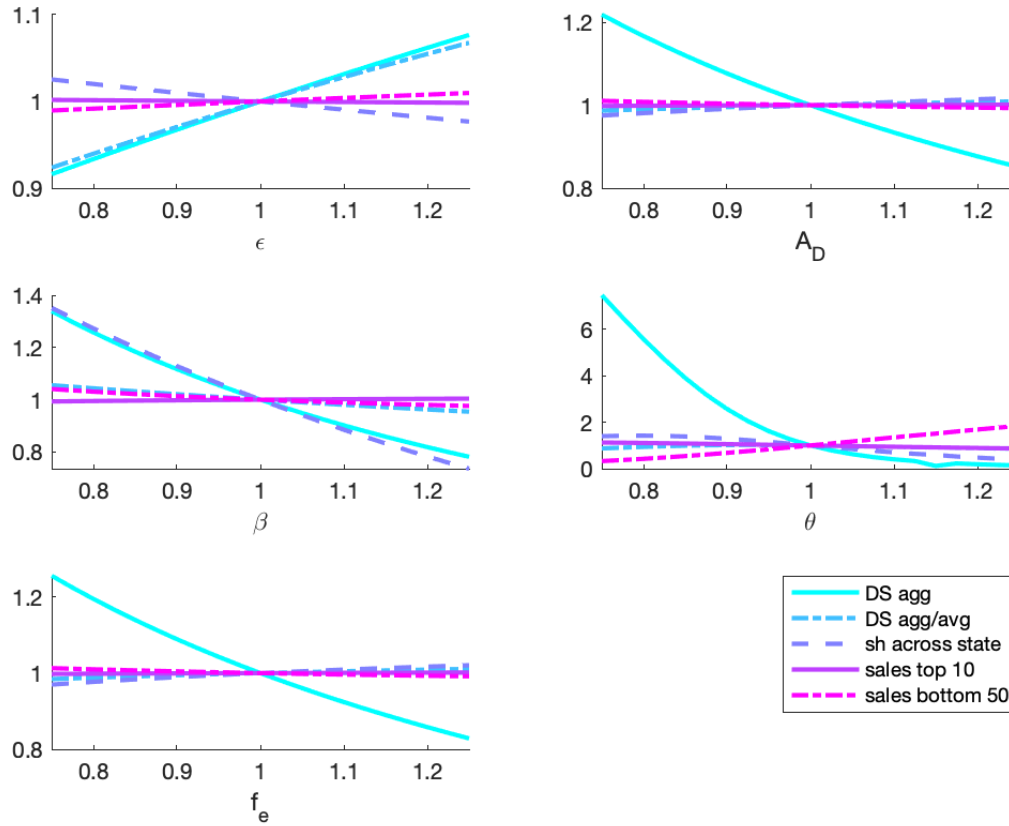 1.1
1
0.9
0.8 0.9 1 1.1 1.2
ϵ
1.2
1
0.8
0.8 0.9 1 1.1 1.2
A_D
1.4
1.2
1
0.8
0.8 0.9 1 1.1 1.2
β
6
4
2
0
0.8 0.9 1 1.1 1.2
θ
1.2
1
0.8
0.8 0.9 1 1.1 1.2
f_e
DS agg
DS agg/avg
sh across state
sales top 10
sales bottom 50